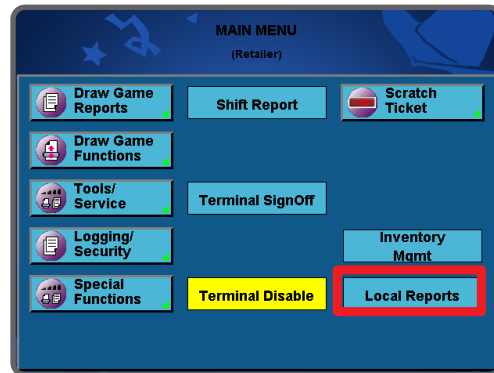 MAIN MENU
(Retailer)
Draw Game
Reports
Shift Report
Scratch
Ticket
Draw Game
Functions
Tools/
Service
Terminal SignOff
Logging/
Security
Inventory
Mgmt
Special
Functions
Terminal Disable
Local Reports